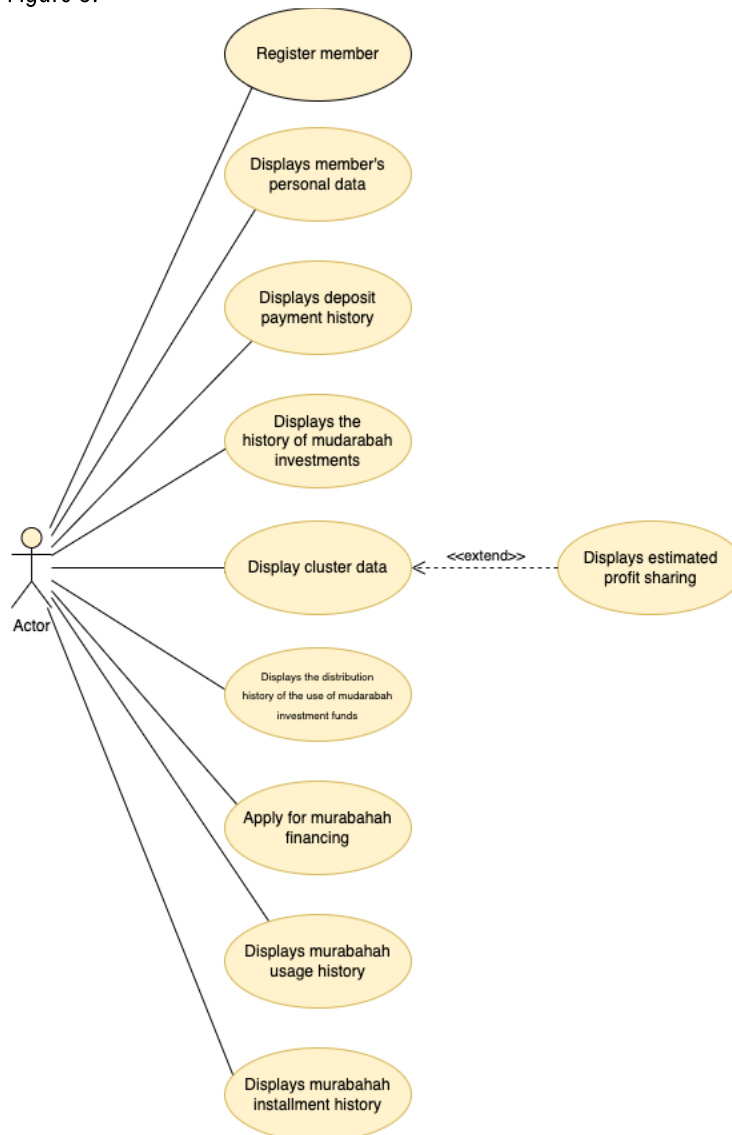 Register member
Displays member's
personal data
Displays deposit
payment history
Displays the
history of mudarabah
investments
Display cluster data
<<extend>>
Displays estimated
profit sharing
Actor
Displays the distribution
history of the use of mudarabah
investment funds
Apply for murabahah
financing
Displays murabahah
usage history
Displays murabahah
installment history